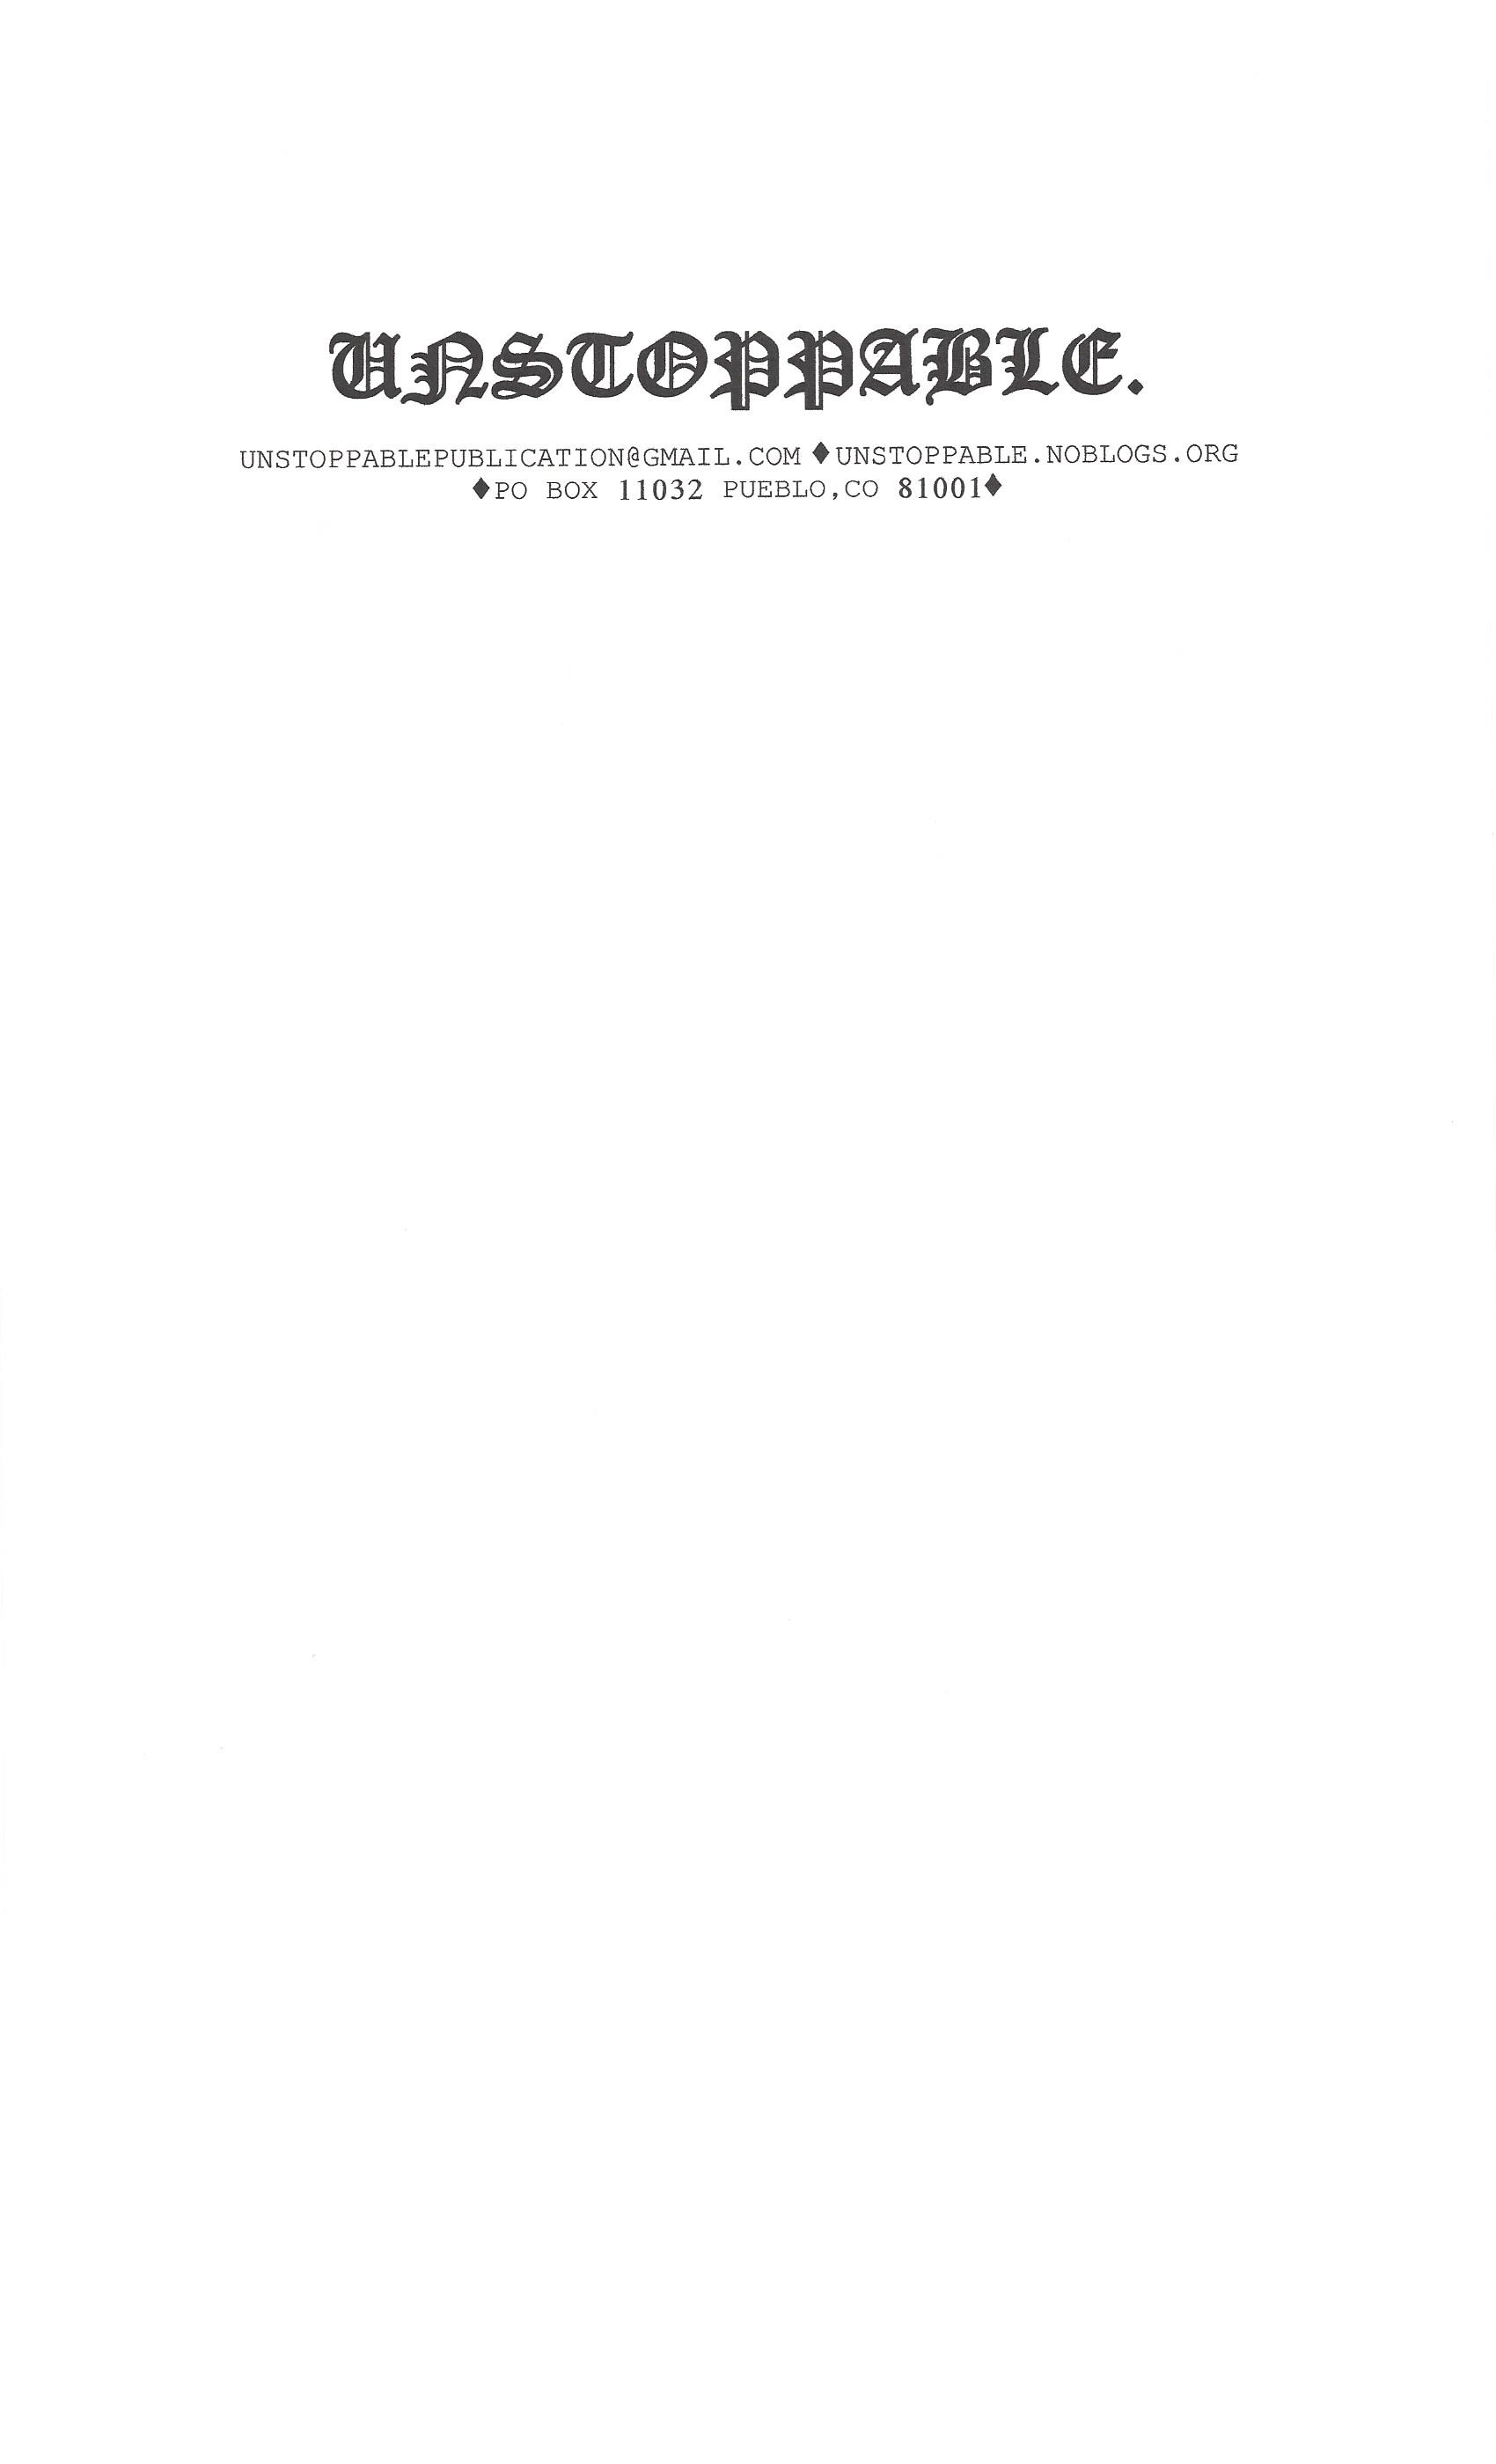 UNSTOPPABLE.
UNSTOPPABLEPUBLICATION@GMAIL.COM ♦UNSTOPPABLE.NOBLOGS.ORG
♦PO BOX 11032 PUEBLO,CO 81001♦